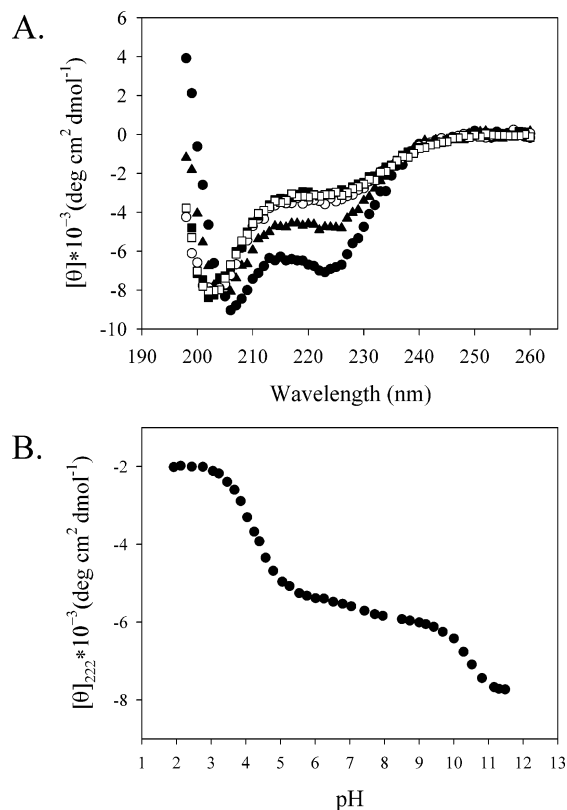 A.
6
4
2
0
-2
-4
-6
-8
-10
[θ]*10⁻³(deg cm² dmol⁻¹)
190 200 210 220 230 240 250 260
Wavelength (nm)
B.
-2
-4
-6
-8
[θ]₂₂₂*10⁻³(deg cm² dmol⁻¹)
1 2 3 4 5 6 7 8 9 10 11 12 13
pH